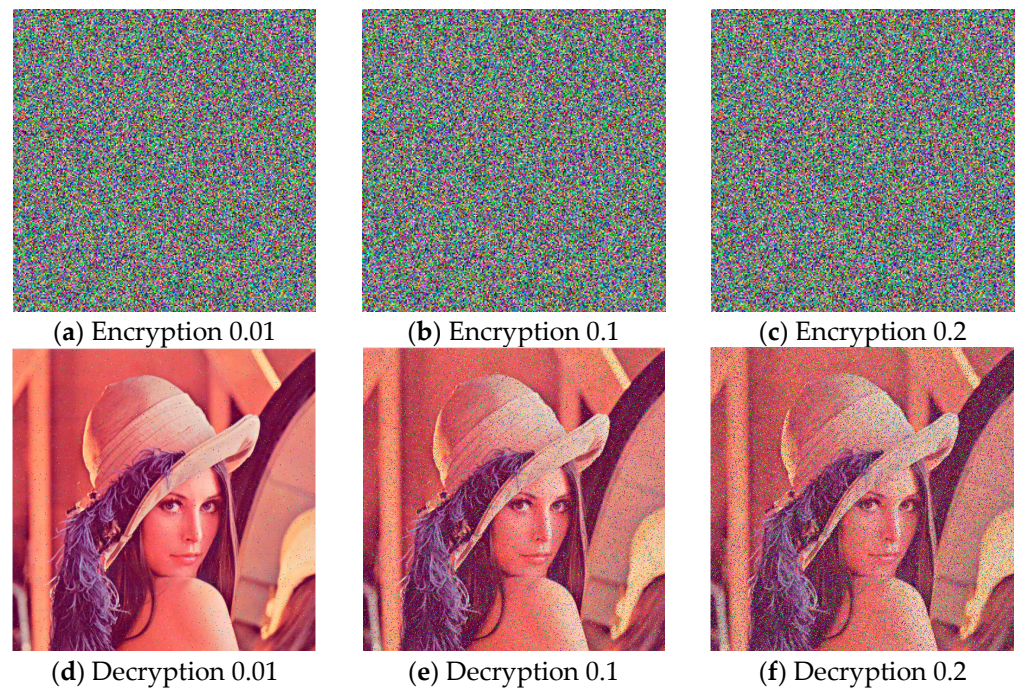 (a) Encryption 0.01
(b) Encryption 0.1
(c) Encryption 0.2
(d) Decryption 0.01
(e) Decryption 0.1
(f) Decryption 0.2